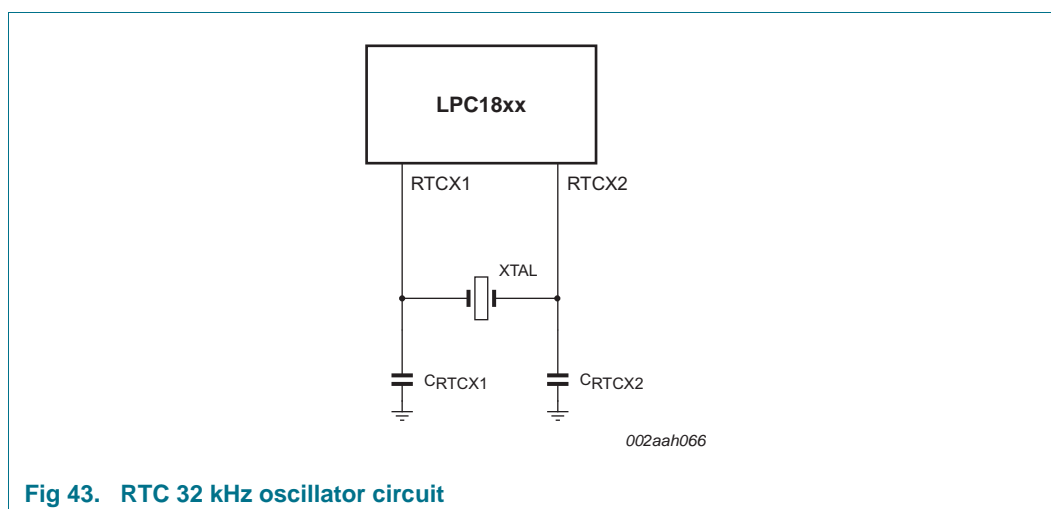 LPC18xx
RTCX1 RTCX2
XTAL
CRTCX1 CRTCX2
002aah066
Fig 43. RTC 32 kHz oscillator circuit